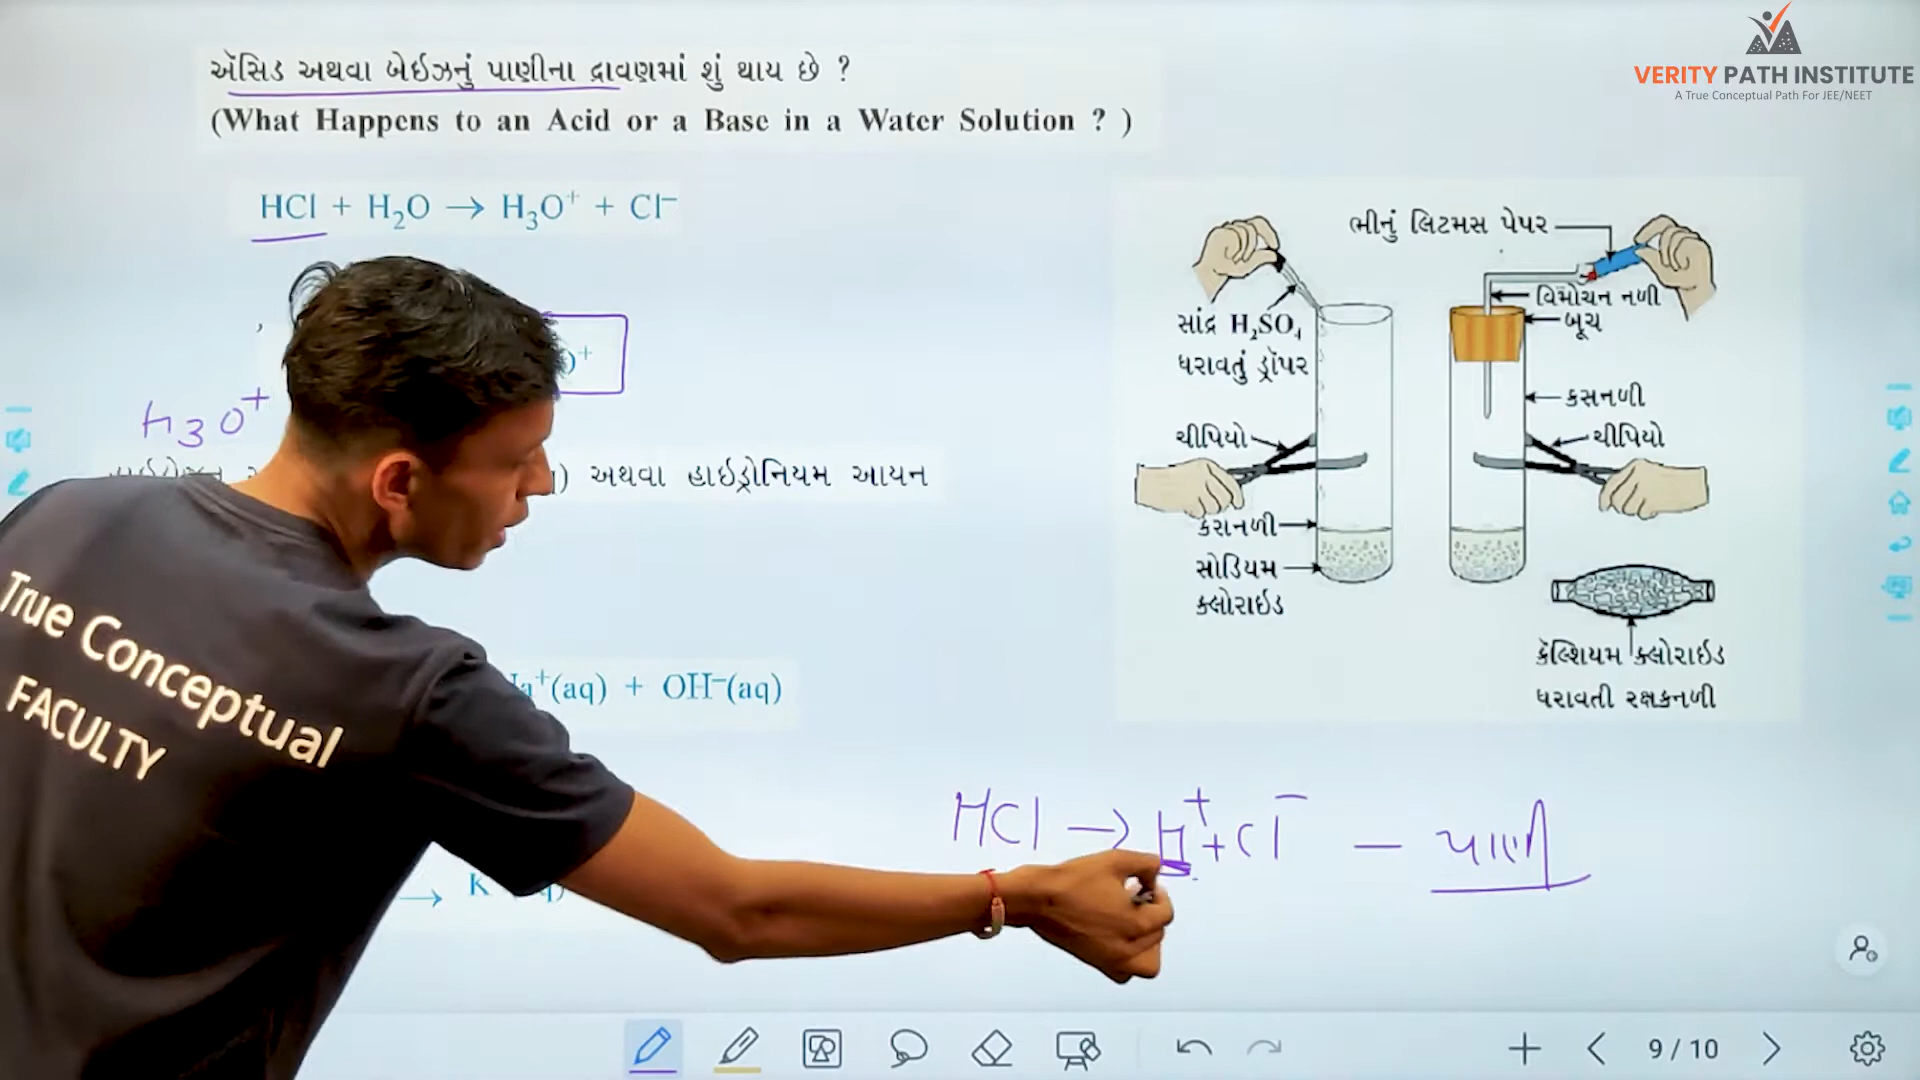 ઍસિડ અથવા બેઇઝનું પાણીના દ્રાવણમાં શું થાય છે ?
(What Happens to an Acid or a Base in a Water Solution ? )
VERITY PATH INSTITUTE
A True Conceptual Path For JEE/NEET
HCl + H₂O → H₃O⁺ + Cl⁻
H₃O⁺
) અથવા હાઇડ્રોનિયમ આયન
⁺(aq) + OH⁻(aq)
→ K
ભીનું લિટમસ પેપર
વિમોચન નળી
બૂચ
સાંદ્ર H₂SO₄
ધરાવતું ડ્રૉપર
કસનળી
ચીપિયો
ચીપિયો
કસનળી
સોડિયમ
ક્લોરાઇડ
કૅલ્શિયમ ક્લોરાઇડ
ધરાવતી રક્ષકનળી
HCl → H⁺ + Cl⁻ – પાણી
True Conceptual
FACULTY
9 / 10